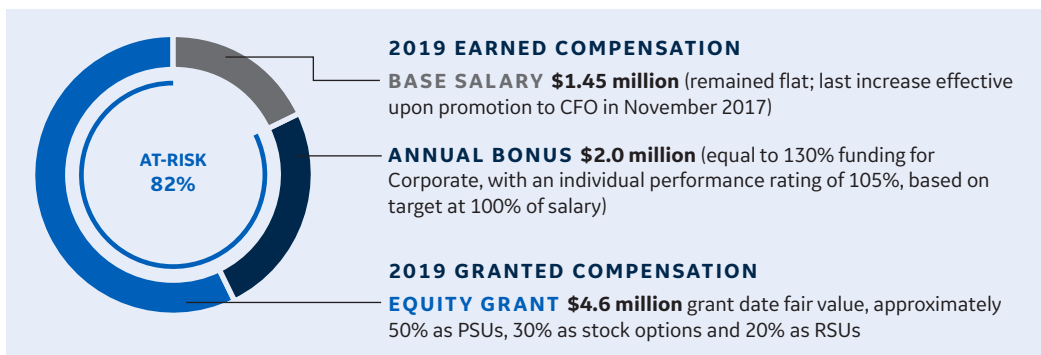 2019 EARNED COMPENSATION
BASE SALARY $1.45 million (remained flat; last increase effective
upon promotion to CFO in November 2017)
AT-RISK
82%
ANNUAL BONUS $2.0 million (equal to 130% funding for
Corporate, with an individual performance rating of 105%, based on
target at 100% of salary)
2019 GRANTED COMPENSATION
EQUITY GRANT $4.6 million grant date fair value, approximately
50% as PSUs, 30% as stock options and 20% as RSUs